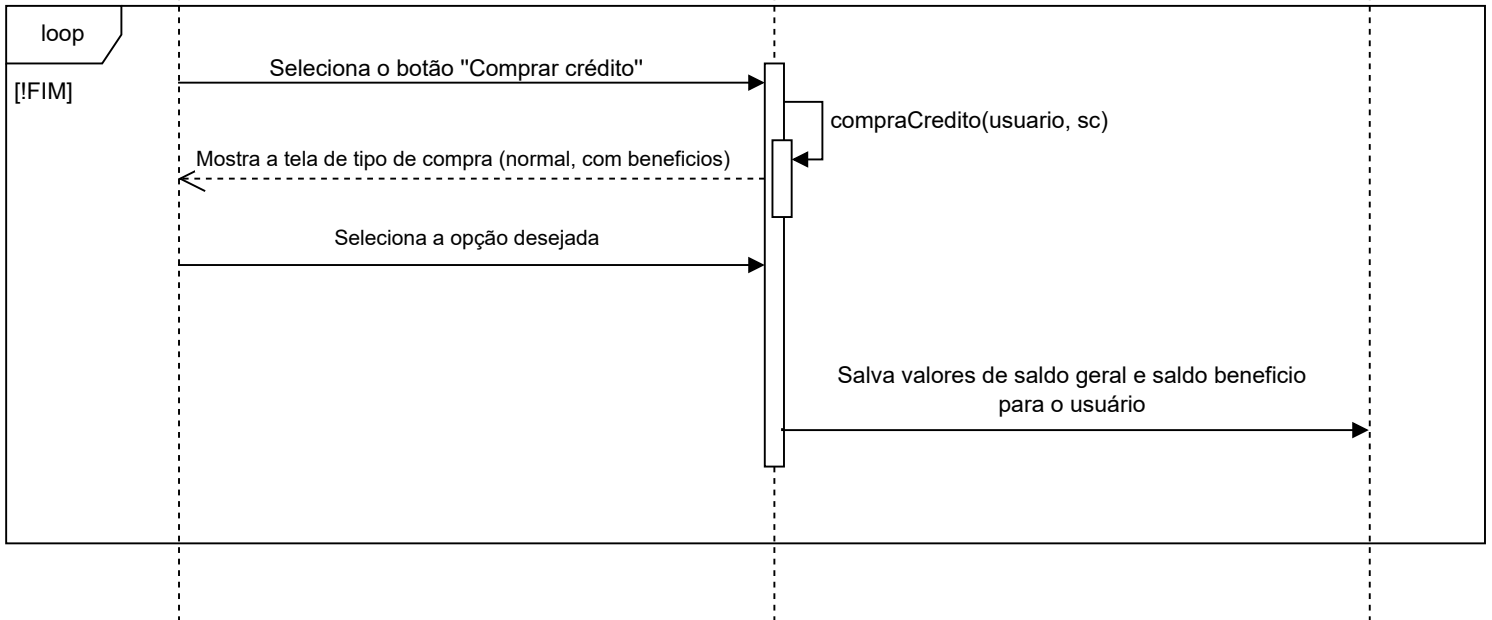 loop
Seleciona o botão "Comprar crédito"
[!FIM]
compraCredito(usuario, sc)
Mostra a tela de tipo de compra (normal, com beneficios)
Seleciona a opção desejada
Salva valores de saldo geral e saldo beneficio
para o usuário